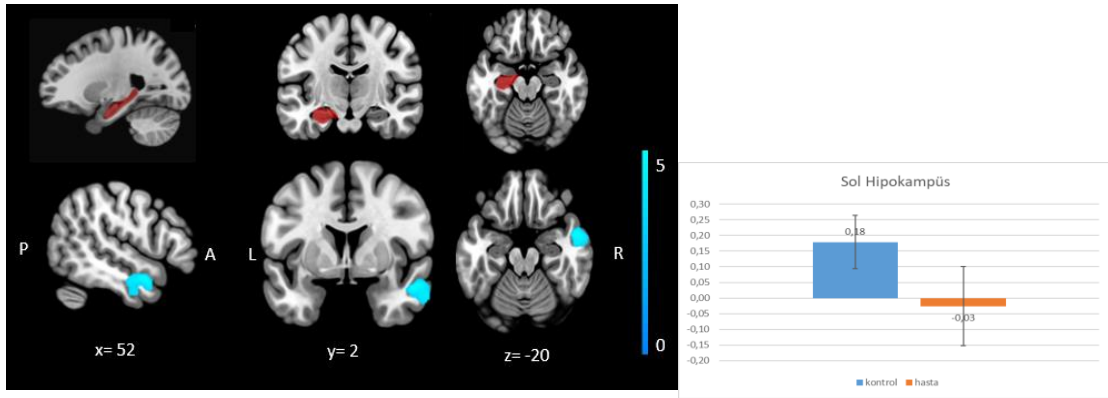 5
P
A
L
R
0
x= 52
y= 2
z= -20
Sol Hipokampüs
0,30
0,25
0,20
0,15
0,10
0,05
0,00
-0,05
-0,10
-0,15
-0,20
0,18
-0,03
kontrol
hasta